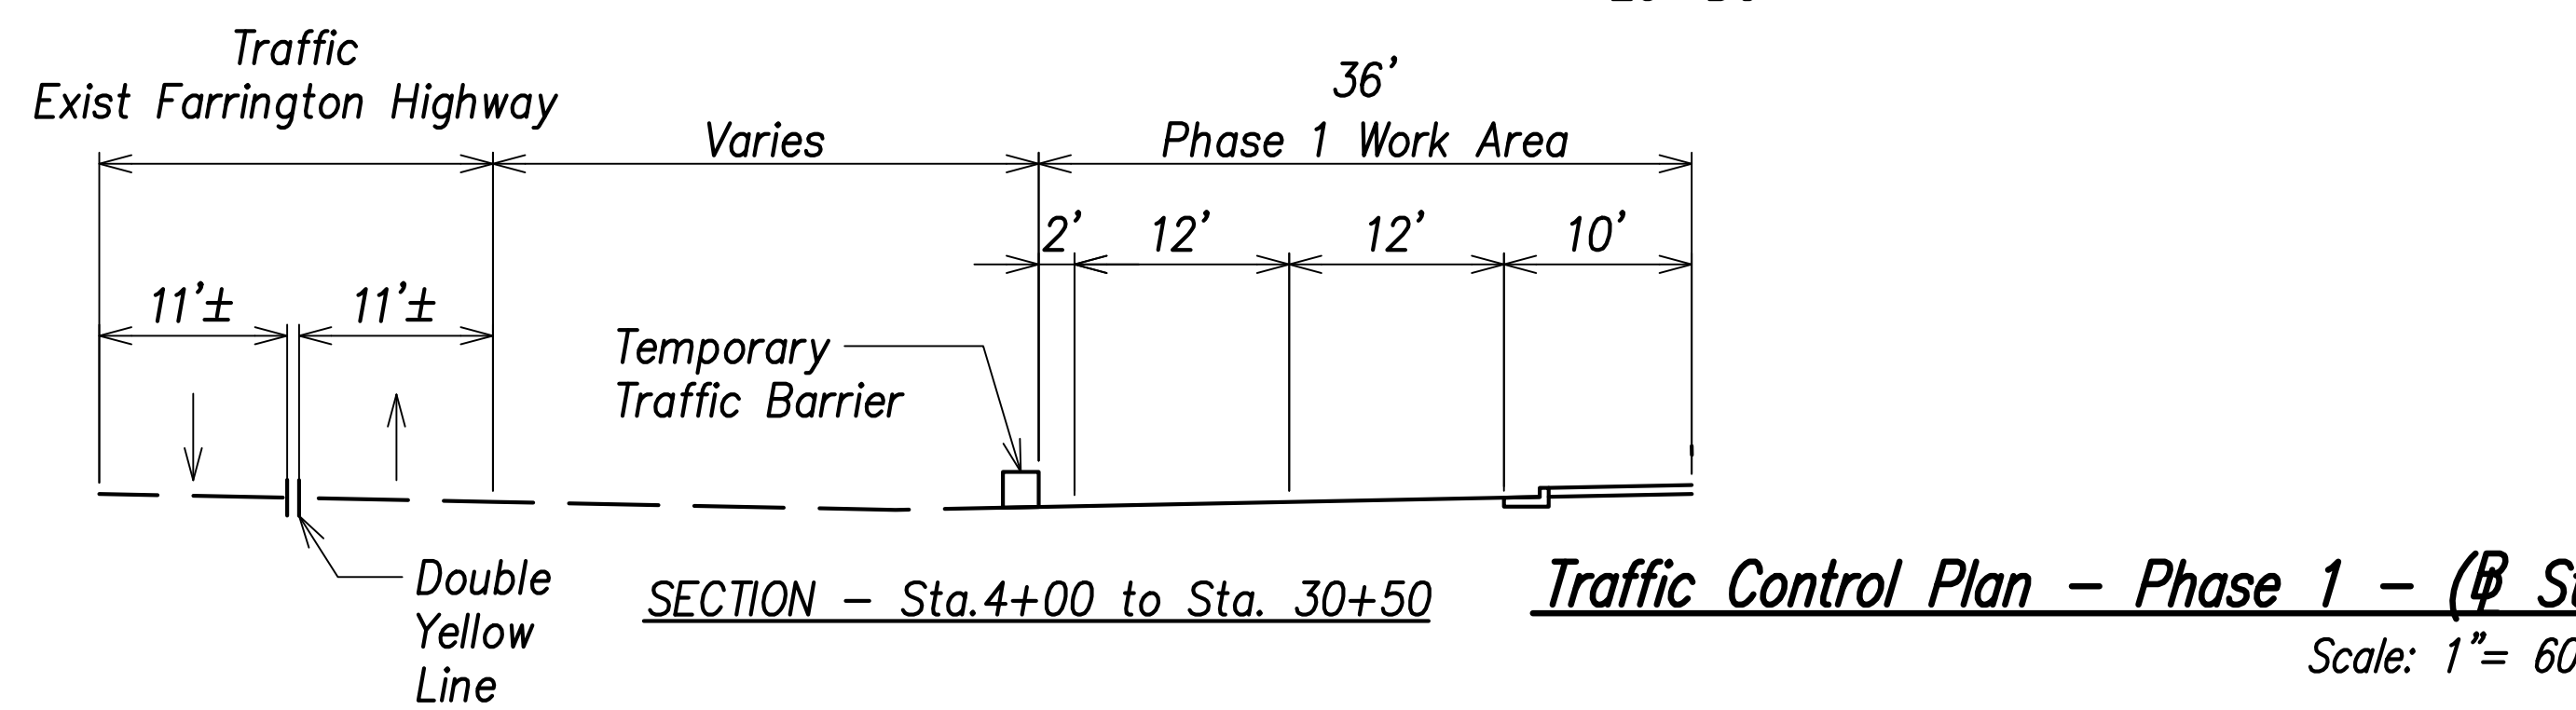 Traffic
Exist Farrington Highway
Varies
36'
Phase 1 Work Area
2'
12'
12'
10'
11'±
11'±
Temporary
Traffic Barrier
Double
Yellow
Line
SECTION - Sta.4+00 to Sta. 30+50
Traffic Control Plan - Phase 1 - (
Scale: 1"= 60